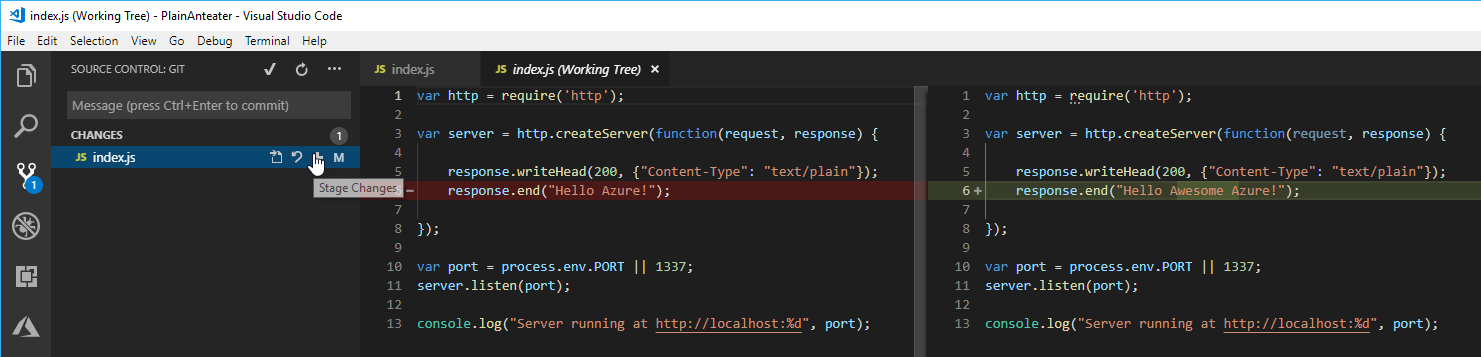 index.js (Working Tree) - PlainAnteater - Visual Studio Code
File Edit Selection View Go Debug Terminal Help
SOURCE CONTROL: GIT
Message (press Ctrl+Enter to commit)
CHANGES 1
JS index.js M
Stage Changes
1
JS index.js JS index.js (Working Tree) ×
1 var http = require('http');
2
3 var server = http.createServer(function(request, response) {
4
5 response.writeHead(200, {"Content-Type": "text/plain"});
− response.end("Hello Azure!");
7
8 });
9
10 var port = process.env.PORT || 1337;
11 server.listen(port);
12
13 console.log("Server running at http://localhost:%d", port);
1 var http = require('http');
2
3 var server = http.createServer(function(request, response) {
4
5 response.writeHead(200, {"Content-Type": "text/plain"});
6 + response.end("Hello Awesome Azure!");
7
8 });
9
10 var port = process.env.PORT || 1337;
11 server.listen(port);
12
13 console.log("Server running at http://localhost:%d", port);